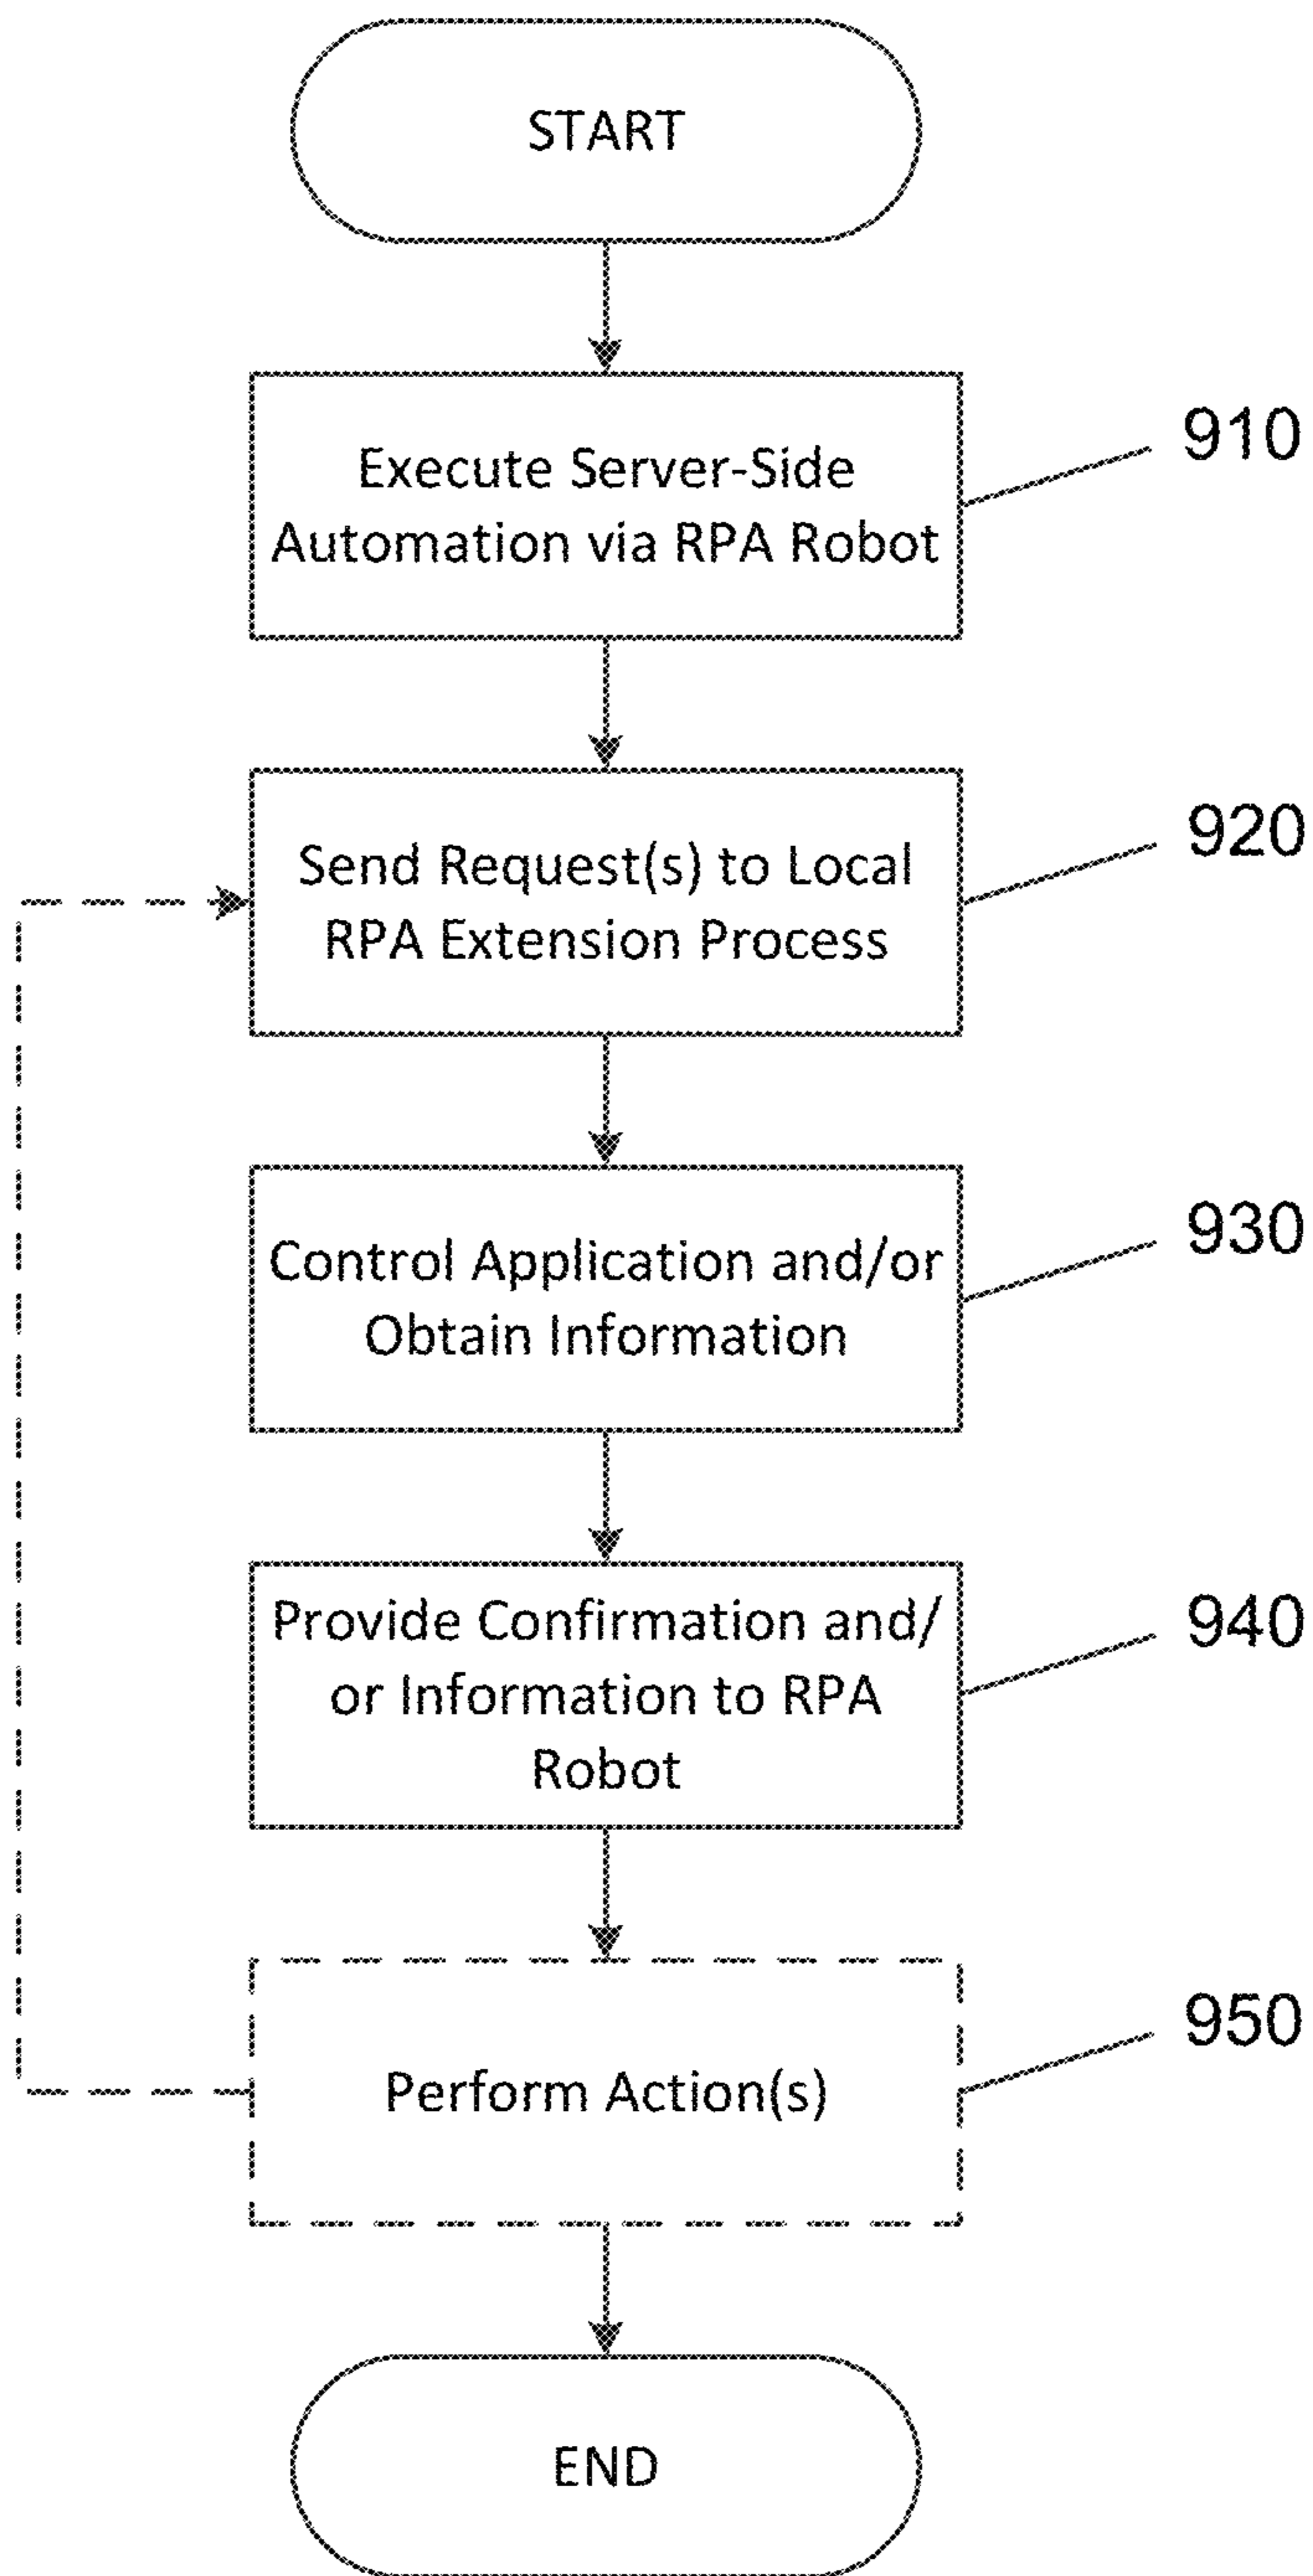 START
Execute Server-Side
Automation via RPA Robot
910
Send Request(s) to Local
RPA Extension Process
920
Control Application and/or
Obtain Information
930
Provide Confirmation and/
or Information to RPA
Robot
940
Perform Action(s)
950
END